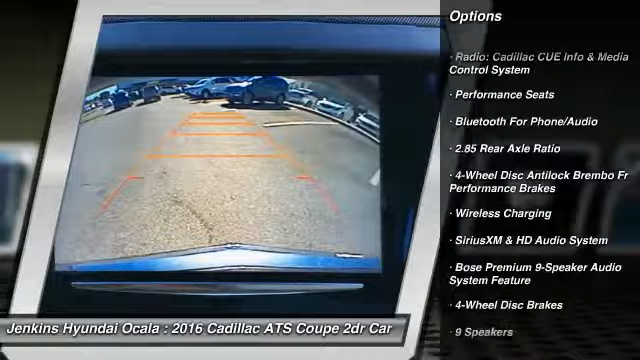 Options
· Radio: Cadillac CUE Info & Media
Control System
· Performance Seats
· Bluetooth For Phone/Audio
· 2.85 Rear Axle Ratio
· 4-Wheel Disc Antilock Brembo Fr
Performance Brakes
· Wireless Charging
· SiriusXM & HD Audio System
· Bose Premium 9-Speaker Audio
System Feature
· 4-Wheel Disc Brakes
· 9 Speakers
Jenkins Hyundai Ocala : 2016 Cadillac ATS Coupe 2dr Car